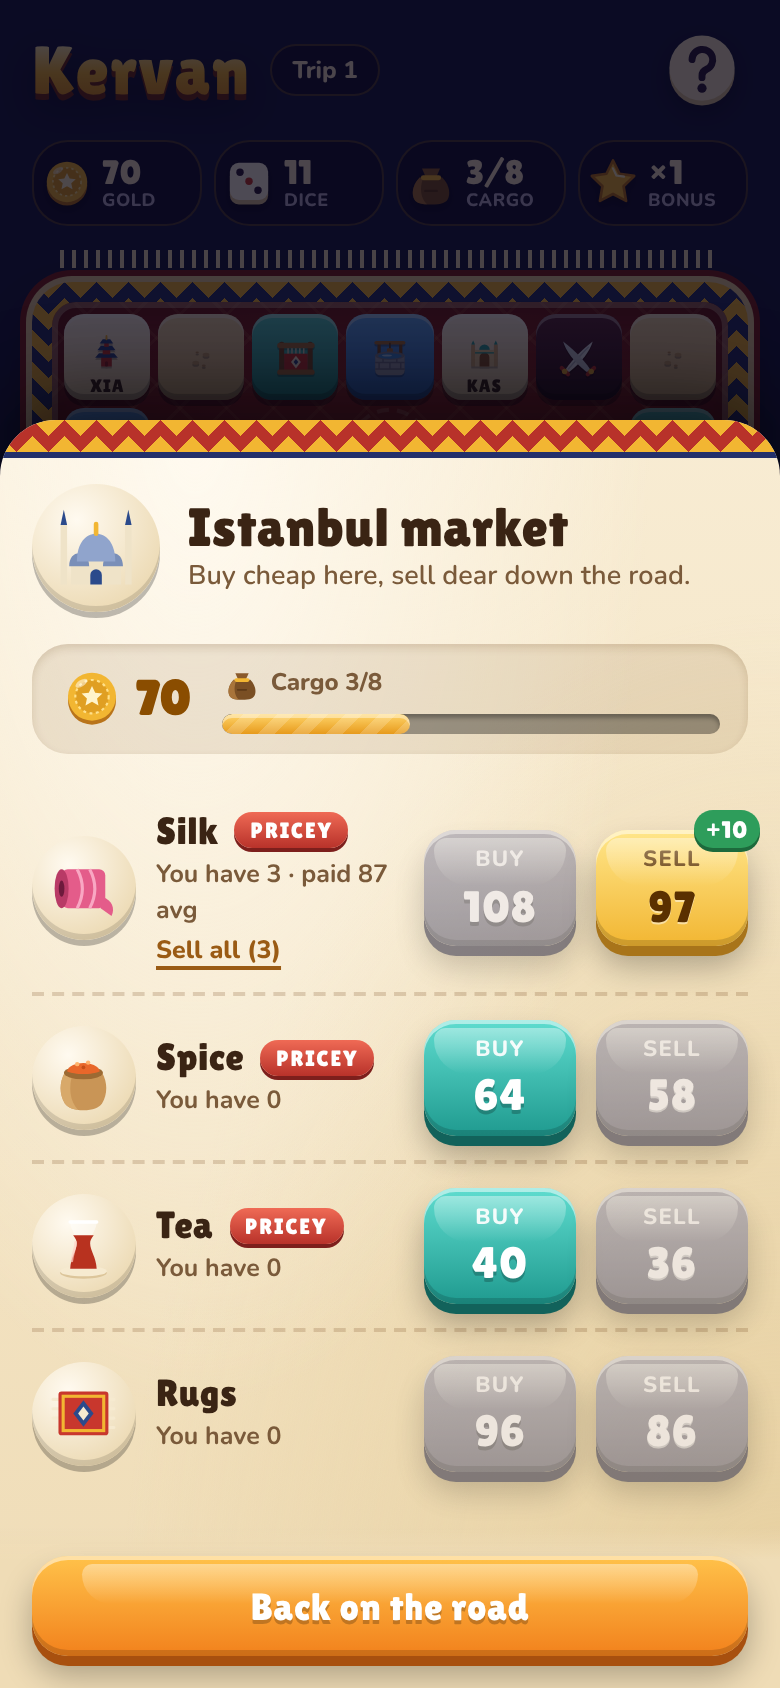 Kervan
Trip 1
?
70
GOLD
11
DICE
3/8
CARGO
×1
BONUS
XIA
KAS
Istanbul market
Buy cheap here, sell dear down the road.
70
Cargo 3/8
Silk
PRICEY
You have 3 · paid 87
avg
Sell all (3)
BUY
108
+10
SELL
97
Spice
PRICEY
You have 0
BUY
64
SELL
58
Tea
PRICEY
You have 0
BUY
40
SELL
36
Rugs
You have 0
BUY
96
SELL
86
Back on the road